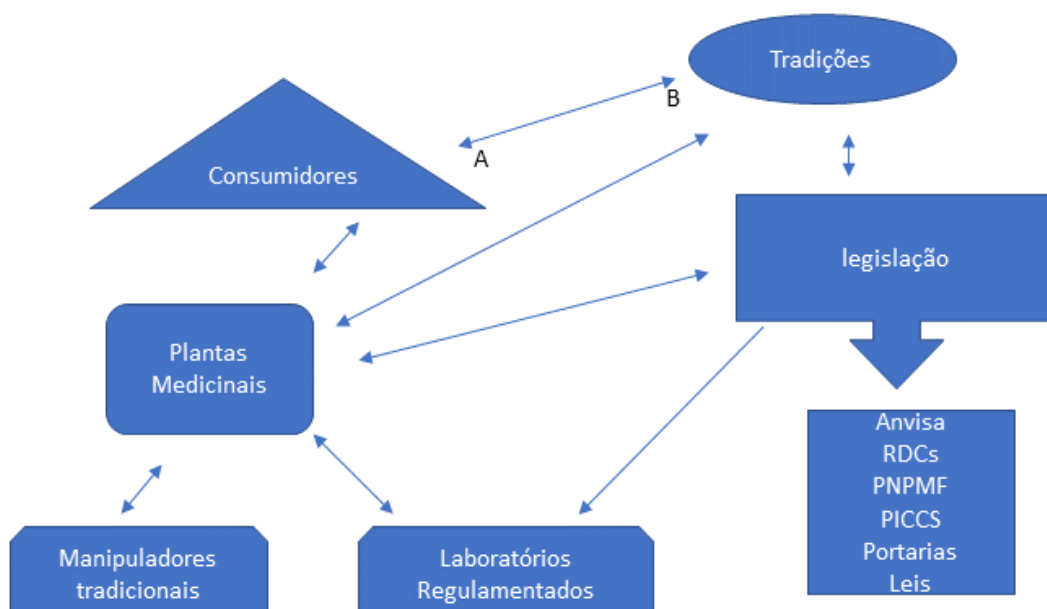 Tradições
B
A
Consumidores
legislação
Plantas
Medicinais
Anvisa
RDCs
PNPMF
PICCS
Portarias
Leis
Manipuladores
tradicionais
Laboratórios
Regulamentados